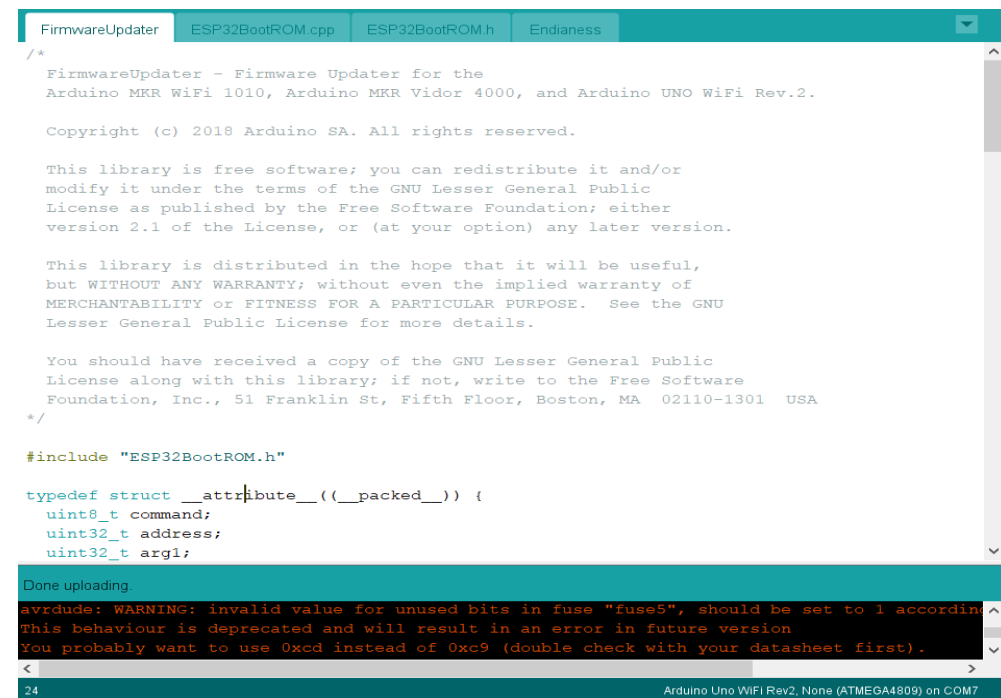 FirmwareUpdater ESP32BootROM.cpp ESP32BootROM.h Endianess
/*
FirmwareUpdater - Firmware Updater for the
Arduino MKR WiFi 1010, Arduino MKR Vidor 4000, and Arduino UNO WiFi Rev.2.
Copyright (c) 2018 Arduino SA. All rights reserved.
This library is free software; you can redistribute it and/or
modify it under the terms of the GNU Lesser General Public
License as published by the Free Software Foundation; either
version 2.1 of the License, or (at your option) any later version.
This library is distributed in the hope that it will be useful,
but WITHOUT ANY WARRANTY; without even the implied warranty of
MERCHANTABILITY or FITNESS FOR A PARTICULAR PURPOSE. See the GNU
Lesser General Public License for more details.
You should have received a copy of the GNU Lesser General Public
License along with this library; if not, write to the Free Software
Foundation, Inc., 51 Franklin St, Fifth Floor, Boston, MA 02110-1301 USA
*/
#include "ESP32BootROM.h"
typedef struct __attribute__((__packed__)) {
uint8_t command;
uint32_t address;
uint32_t arg1;
Done uploading.
avrdude: WARNING: invalid value for unused bits in fuse "fuse5", should be set to 1 according
This behaviour is deprecated and will result in an error in future version
You probably want to use 0xcd instead of 0xc9 (double check with your datasheet first).
24 Arduino Uno WiFi Rev2, None (ATMEGA4809) on COM7